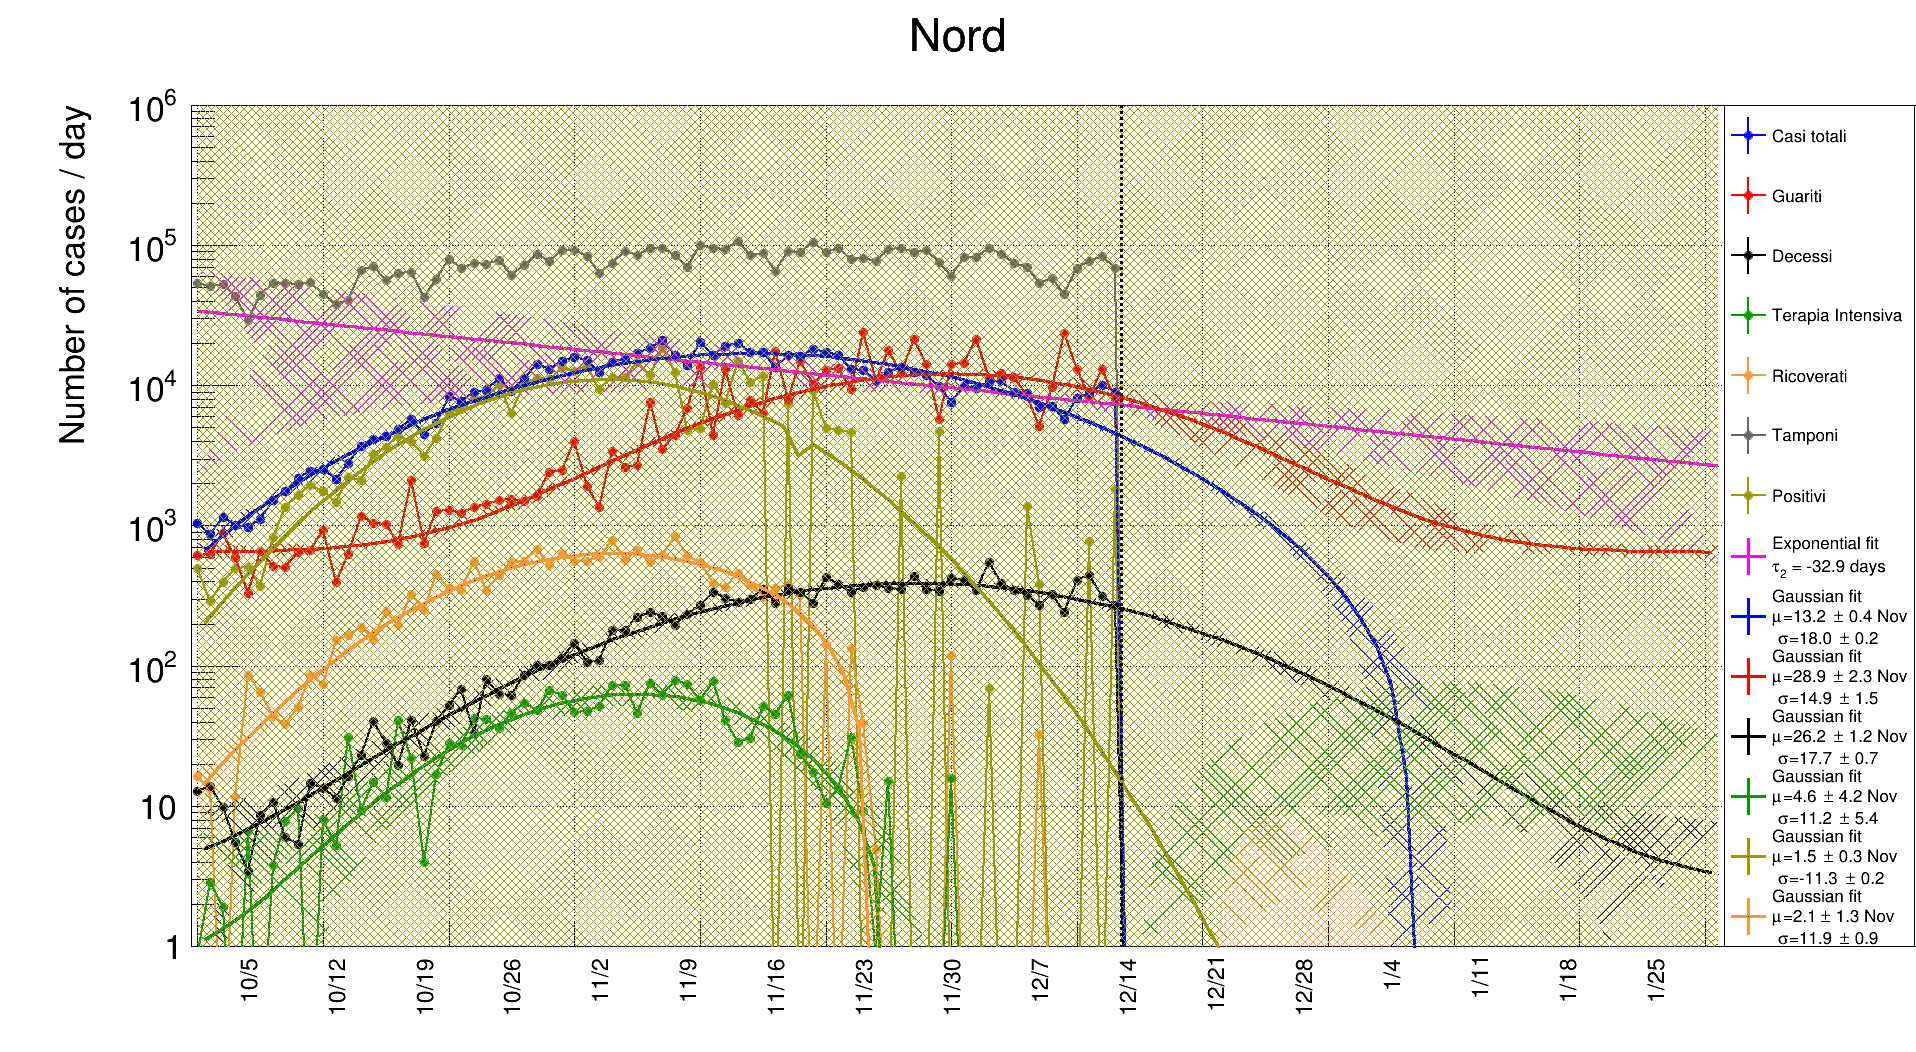 Nord
Number of cases / day
10^6
10^5
10^4
10^3
10^2
10
1
10/5
10/12
10/19
10/26
11/2
11/9
11/16
11/23
11/30
12/7
12/14
12/21
12/28
1/4
1/11
1/18
1/25
Casi totali
Guariti
Decessi
Terapia Intensiva
Ricoverati
Tamponi
Positivi
Exponential fit
τ₂ = -32.9 days
Gaussian fit
μ=13.2 ± 0.4 Nov
σ=18.0 ± 0.2
Gaussian fit
μ=28.9 ± 2.3 Nov
σ=14.9 ± 1.5
Gaussian fit
μ=26.2 ± 1.2 Nov
σ=17.7 ± 0.7
Gaussian fit
μ=4.6 ± 4.2 Nov
σ=11.2 ± 5.4
Gaussian fit
μ=1.5 ± 0.3 Nov
σ=-11.3 ± 0.2
Gaussian fit
μ=2.1 ± 1.3 Nov
σ=11.9 ± 0.9